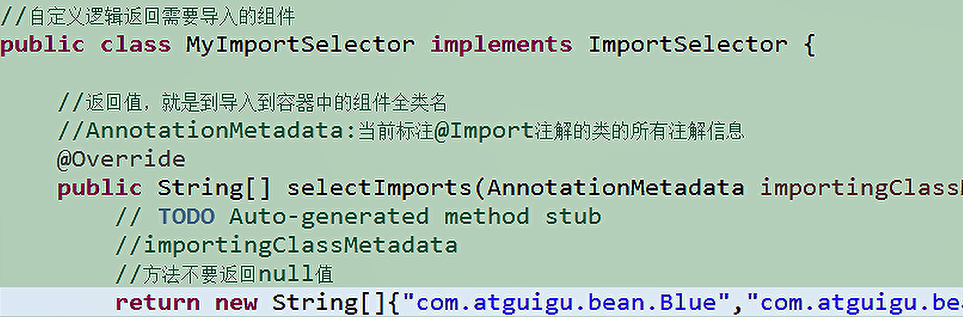 //自定义逻辑返回需要导入的组件
public class MyImportSelector implements ImportSelector {
//返回值，就是到导入到容器中的组件全类名
//AnnotationMetadata:当前标注@Import注解的类的所有注解信息
@Override
public String[] selectImports(AnnotationMetadata importingClass
// TODO Auto-generated method stub
//importingClassMetadata
//方法不要返回null值
return new String[]{"com.atguigu.bean.Blue","com.atguigu.be